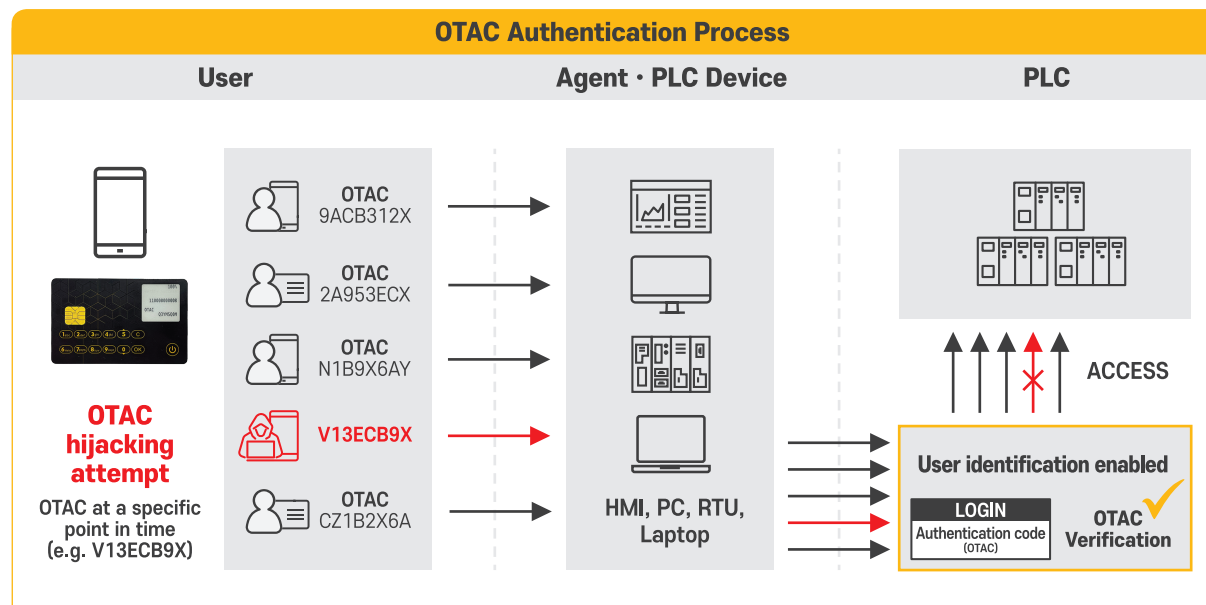 OTAC Authentication Process
User
Agent · PLC Device
PLC
OTAC
9ACB312X
OTAC
2A953ECX
OTAC
N1B9X6AY
V13ECB9X
OTAC
CZ1B2X6A
100%
OTAC
OTAC
hijacking
attempt
OTAC at a specific
point in time
(e.g. V13ECB9X)
HMI, PC, RTU,
Laptop
ACCESS
User identification enabled
LOGIN
Authentication code
(OTAC)
OTAC
Verification